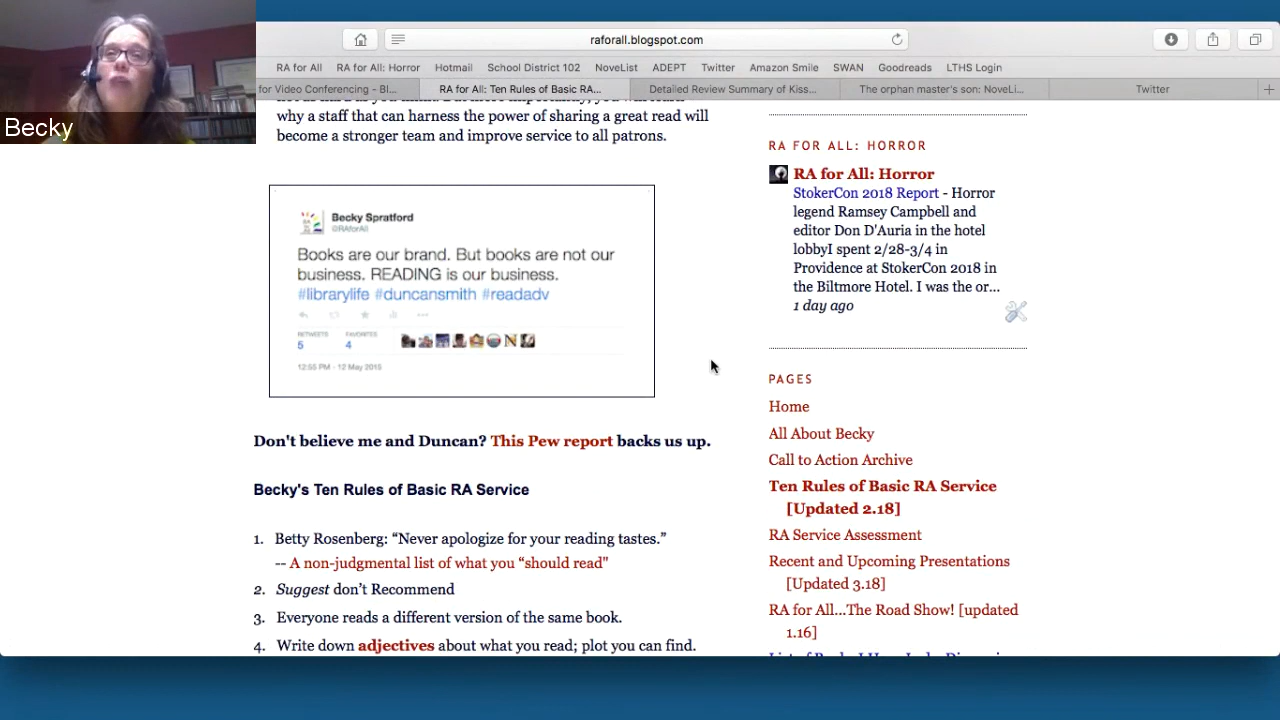 raforall.blogspot.com
RA for All
RA for All: Horror
Hotmail
School District 102
NoveList
ADEPT
Twitter
Amazon Smile
SWAN
Goodreads
LTHS Login
for Video Conferencing - Bl...
RA for All: Ten Rules of Basic RA...
Detailed Review Summary of Kiss...
The orphan master's son: NoveLi...
Twitter
Becky
why a staff that can harness the power of sharing a great read will
become a stronger team and improve service to all patrons.
Becky Spratford
@RAforAll
Books are our brand. But books are not our
business. READING is our business.
#librarylife #duncansmith #readadv
RETWEETS
5
FAVORITES
4
12:55 PM - 12 May 2015
Don't believe me and Duncan? This Pew report backs us up.
Becky's Ten Rules of Basic RA Service
1. Betty Rosenberg: “Never apologize for your reading tastes.”
-- A non-judgmental list of what you “should read"
2. Suggest don’t Recommend
3. Everyone reads a different version of the same book.
4. Write down adjectives about what you read; plot you can find.
RA FOR ALL: HORROR
RA for All: Horror
StokerCon 2018 Report - Horror
legend Ramsey Campbell and
editor Don D'Auria in the hotel
lobbyI spent 2/28-3/4 in
Providence at StokerCon 2018 in
the Biltmore Hotel. I was the or...
1 day ago
PAGES
Home
All About Becky
Call to Action Archive
Ten Rules of Basic RA Service
[Updated 2.18]
RA Service Assessment
Recent and Upcoming Presentations
[Updated 3.18]
RA for All...The Road Show! [updated
1.16]